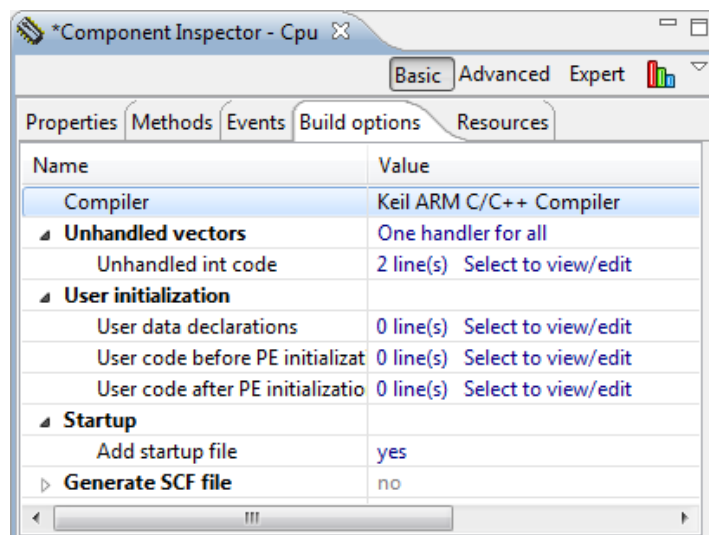 *Component Inspector - Cpu
Basic Advanced Expert
Properties Methods Events Build options Resources
Name Value
Compiler Keil ARM C/C++ Compiler
Unhandled vectors One handler for all
Unhandled int code 2 line(s) Select to view/edit
User initialization
User data declarations 0 line(s) Select to view/edit
User code before PE initializat 0 line(s) Select to view/edit
User code after PE initializatio 0 line(s) Select to view/edit
Startup
Add startup file yes
Generate SCF file no